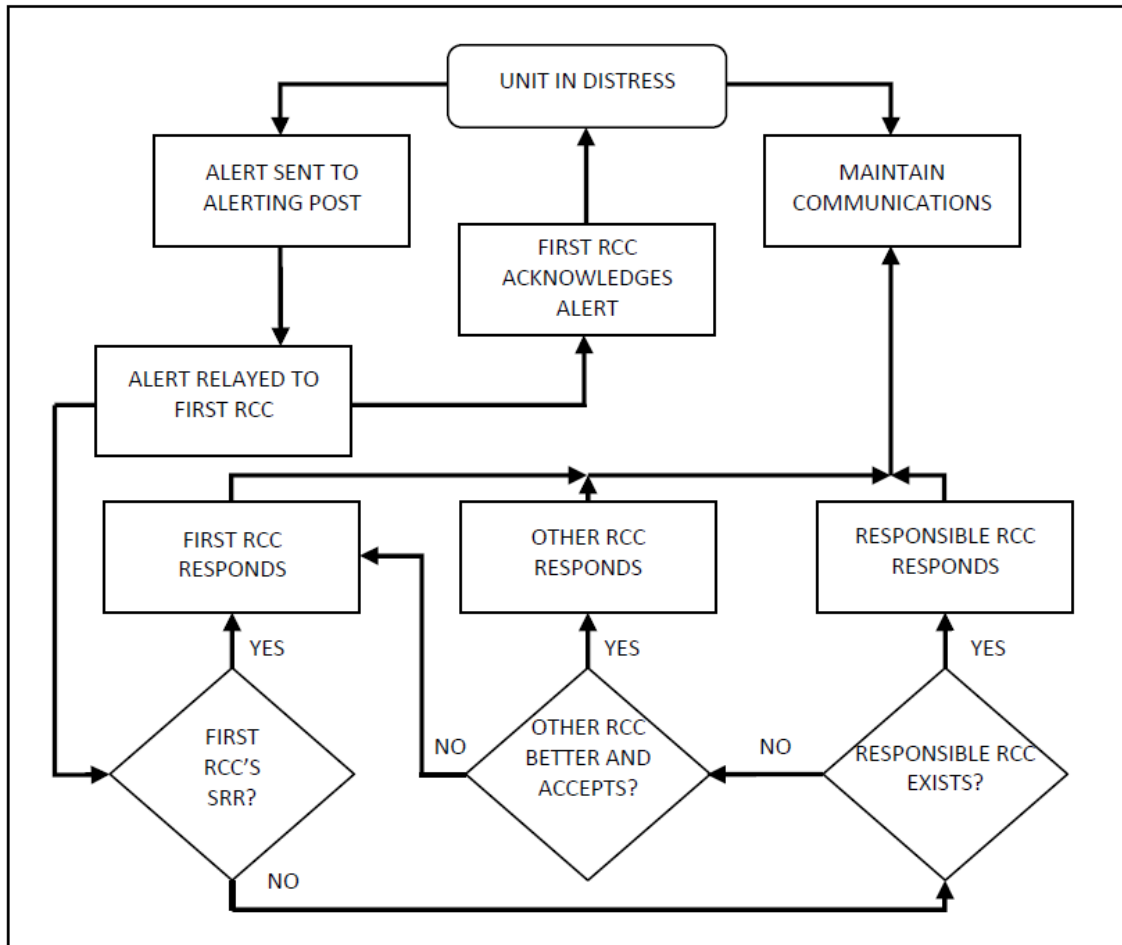 UNIT IN DISTRESS
ALERT SENT TO
ALERTING POST
MAINTAIN
COMMUNICATIONS
FIRST RCC
ACKNOWLEDGES
ALERT
ALERT RELAYED TO
FIRST RCC
FIRST RCC
RESPONDS
OTHER RCC
RESPONDS
RESPONSIBLE RCC
RESPONDS
YES
YES
YES
FIRST
RCC'S
SRR?
NO
OTHER RCC
BETTER AND
ACCEPTS?
NO
RESPONSIBLE RCC
EXISTS?
NO